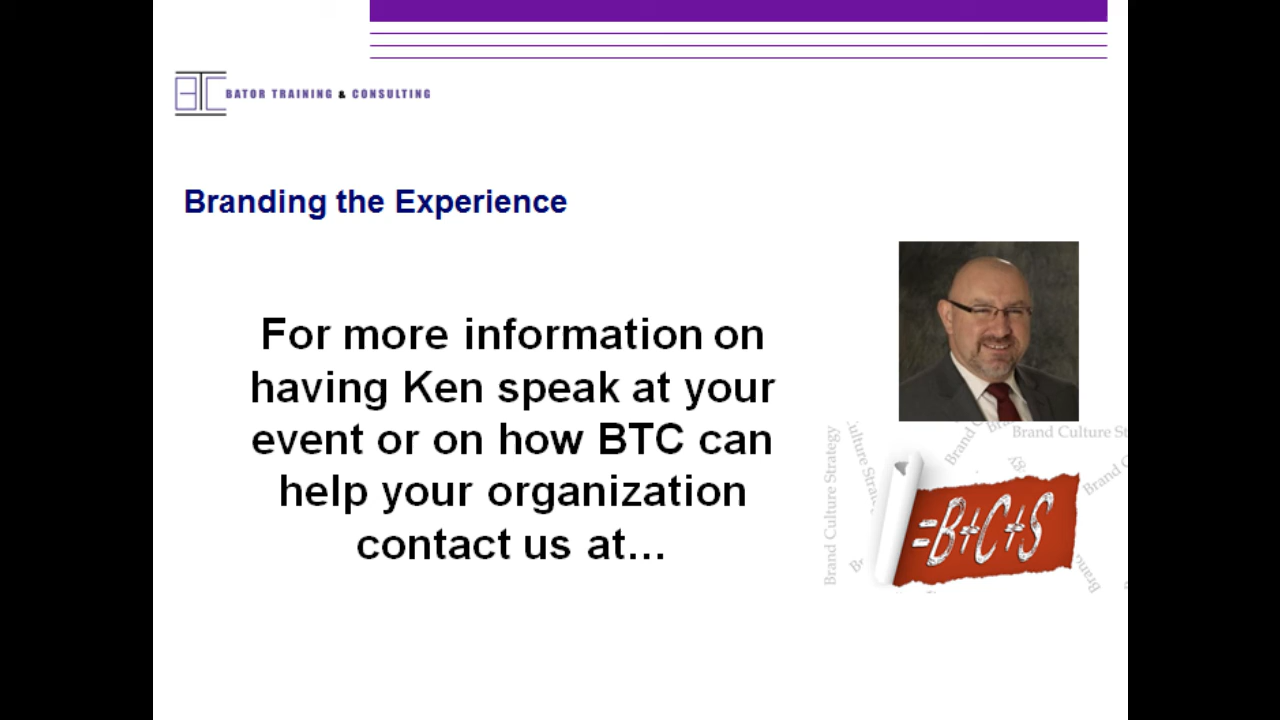 BTC
BATOR TRAINING & CONSULTING
Branding the Experience
For more information on
having Ken speak at your
event or on how BTC can
help your organization
contact us at...
Brand Culture St
Brand Culture Strategy
=B+C+S